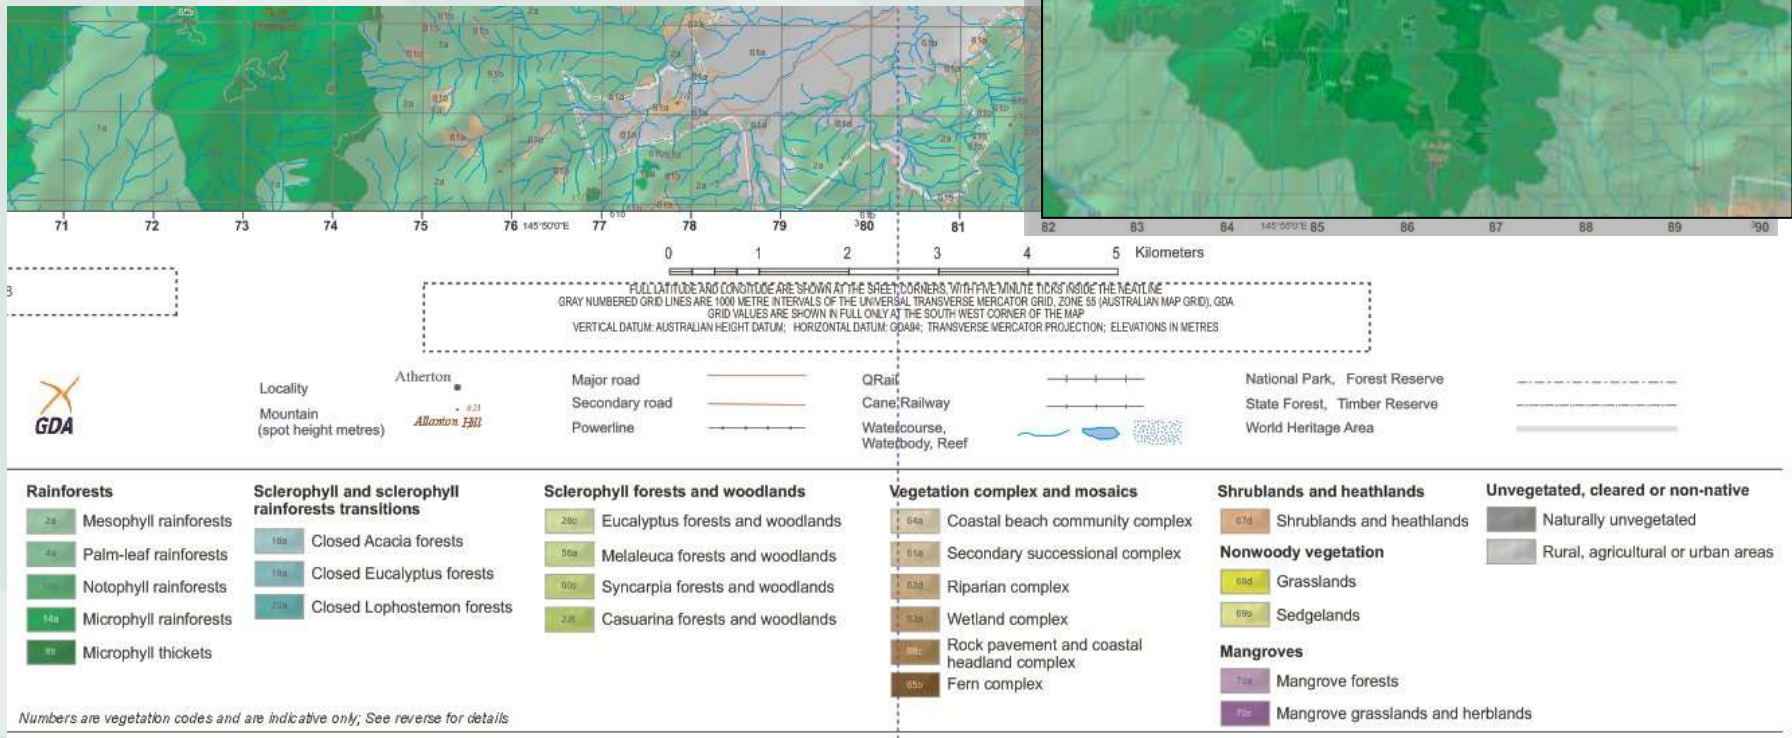 71 72 73 74 75 76 145°50'0"E 77 78 79 ³80 81 82 83 84 145°55'0"E 85 86 87 88 89 ³90
0 1 2 3 4 5 Kilometers
FULL LATITUDE AND LONGITUDE ARE SHOWN AT THE SHEET CORNERS, WITH FIVE MINUTE TICKS INSIDE THE NEATLINE
GRAY NUMBERED GRID LINES ARE 1000 METRE INTERVALS OF THE UNIVERSAL TRANSVERSE MERCATOR GRID, ZONE 55 (AUSTRALIAN MAP GRID), GDA
GRID VALUES ARE SHOWN IN FULL ONLY AT THE SOUTH WEST CORNER OF THE MAP
VERTICAL DATUM: AUSTRALIAN HEIGHT DATUM; HORIZONTAL DATUM: GDA94; TRANSVERSE MERCATOR PROJECTION; ELEVATIONS IN METRES
GDA
Locality
Atherton
Mountain
(spot height metres)
Allanton Hill
Major road
Secondary road
Powerline
QRail
Cane Railway
Watercourse,
Waterbody, Reef
National Park, Forest Reserve
State Forest, Timber Reserve
World Heritage Area
Rainforests
2a Mesophyll rainforests
4a Palm-leaf rainforests
Notophyll rainforests
14a Microphyll rainforests
Microphyll thickets
Sclerophyll and sclerophyll
rainforests transitions
Closed Acacia forests
Closed Eucalyptus forests
Closed Lophostemon forests
Sclerophyll forests and woodlands
Eucalyptus forests and woodlands
Melaleuca forests and woodlands
Syncarpia forests and woodlands
Casuarina forests and woodlands
Vegetation complex and mosaics
64a Coastal beach community complex
61a Secondary successional complex
Riparian complex
Wetland complex
Rock pavement and coastal
headland complex
65b Fern complex
Shrublands and heathlands
67d Shrublands and heathlands
Nonwoody vegetation
Grasslands
69b Sedgelands
Mangroves
70a Mangrove forests
Mangrove grasslands and herblands
Unvegetated, cleared or non-native
Naturally unvegetated
Rural, agricultural or urban areas
Numbers are vegetation codes and are indicative only; See reverse for details